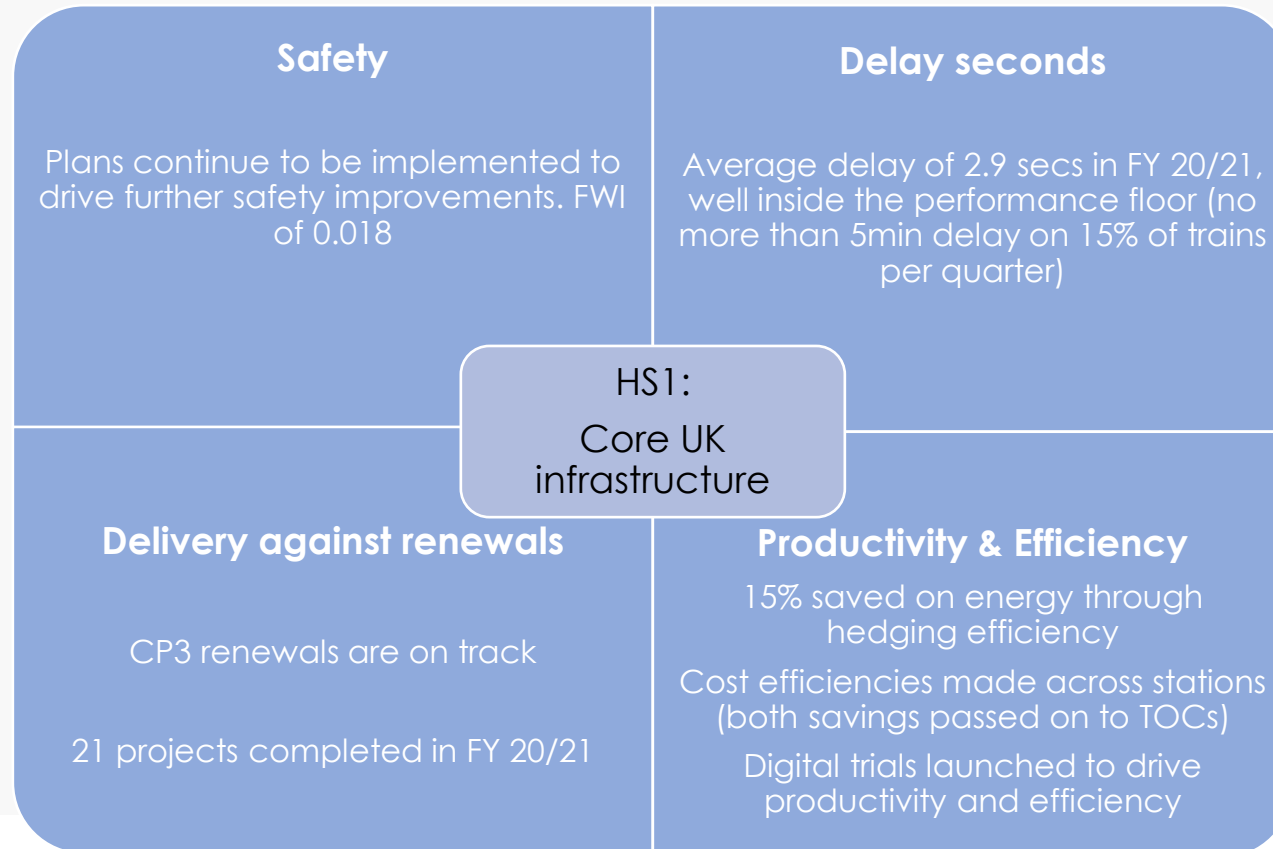 Safety
Plans continue to be implemented to
drive further safety improvements. FWI
of 0.018
Delay seconds
Average delay of 2.9 secs in FY 20/21,
well inside the performance floor (no
more than 5min delay on 15% of trains
per quarter)
HS1:
Core UK
infrastructure
Delivery against renewals
CP3 renewals are on track
21 projects completed in FY 20/21
Productivity & Efficiency
15% saved on energy through
hedging efficiency
Cost efficiencies made across stations
(both savings passed on to TOCs)
Digital trials launched to drive
productivity and efficiency